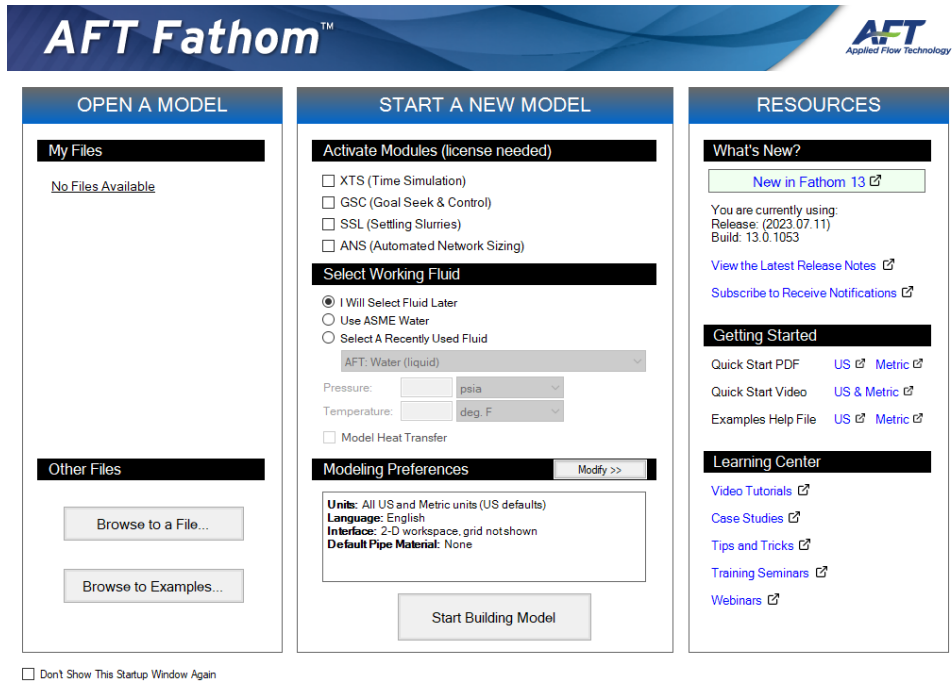 AFT Fathom™
AFT
Applied Flow Technology
OPEN A MODEL
My Files
No Files Available
Other Files
Browse to a File...
Browse to Examples...
START A NEW MODEL
Activate Modules (license needed)
XTS (Time Simulation)
GSC (Goal Seek & Control)
SSL (Settling Slurries)
ANS (Automated Network Sizing)
Select Working Fluid
I Will Select Fluid Later
Use ASME Water
Select A Recently Used Fluid
AFT: Water (liquid)
Pressure: psia
Temperature: deg. F
Model Heat Transfer
Modeling Preferences Modify >>
Units: All US and Metric units (US defaults)
Language: English
Interface: 2-D workspace, grid not shown
Default Pipe Material: None
Start Building Model
RESOURCES
What's New?
New in Fathom 13
You are currently using:
Release: (2023.07.11)
Build: 13.0.1053
View the Latest Release Notes
Subscribe to Receive Notifications
Getting Started
Quick Start PDF US Metric
Quick Start Video US & Metric
Examples Help File US Metric
Learning Center
Video Tutorials
Case Studies
Tips and Tricks
Training Seminars
Webinars
Don't Show This Startup Window Again